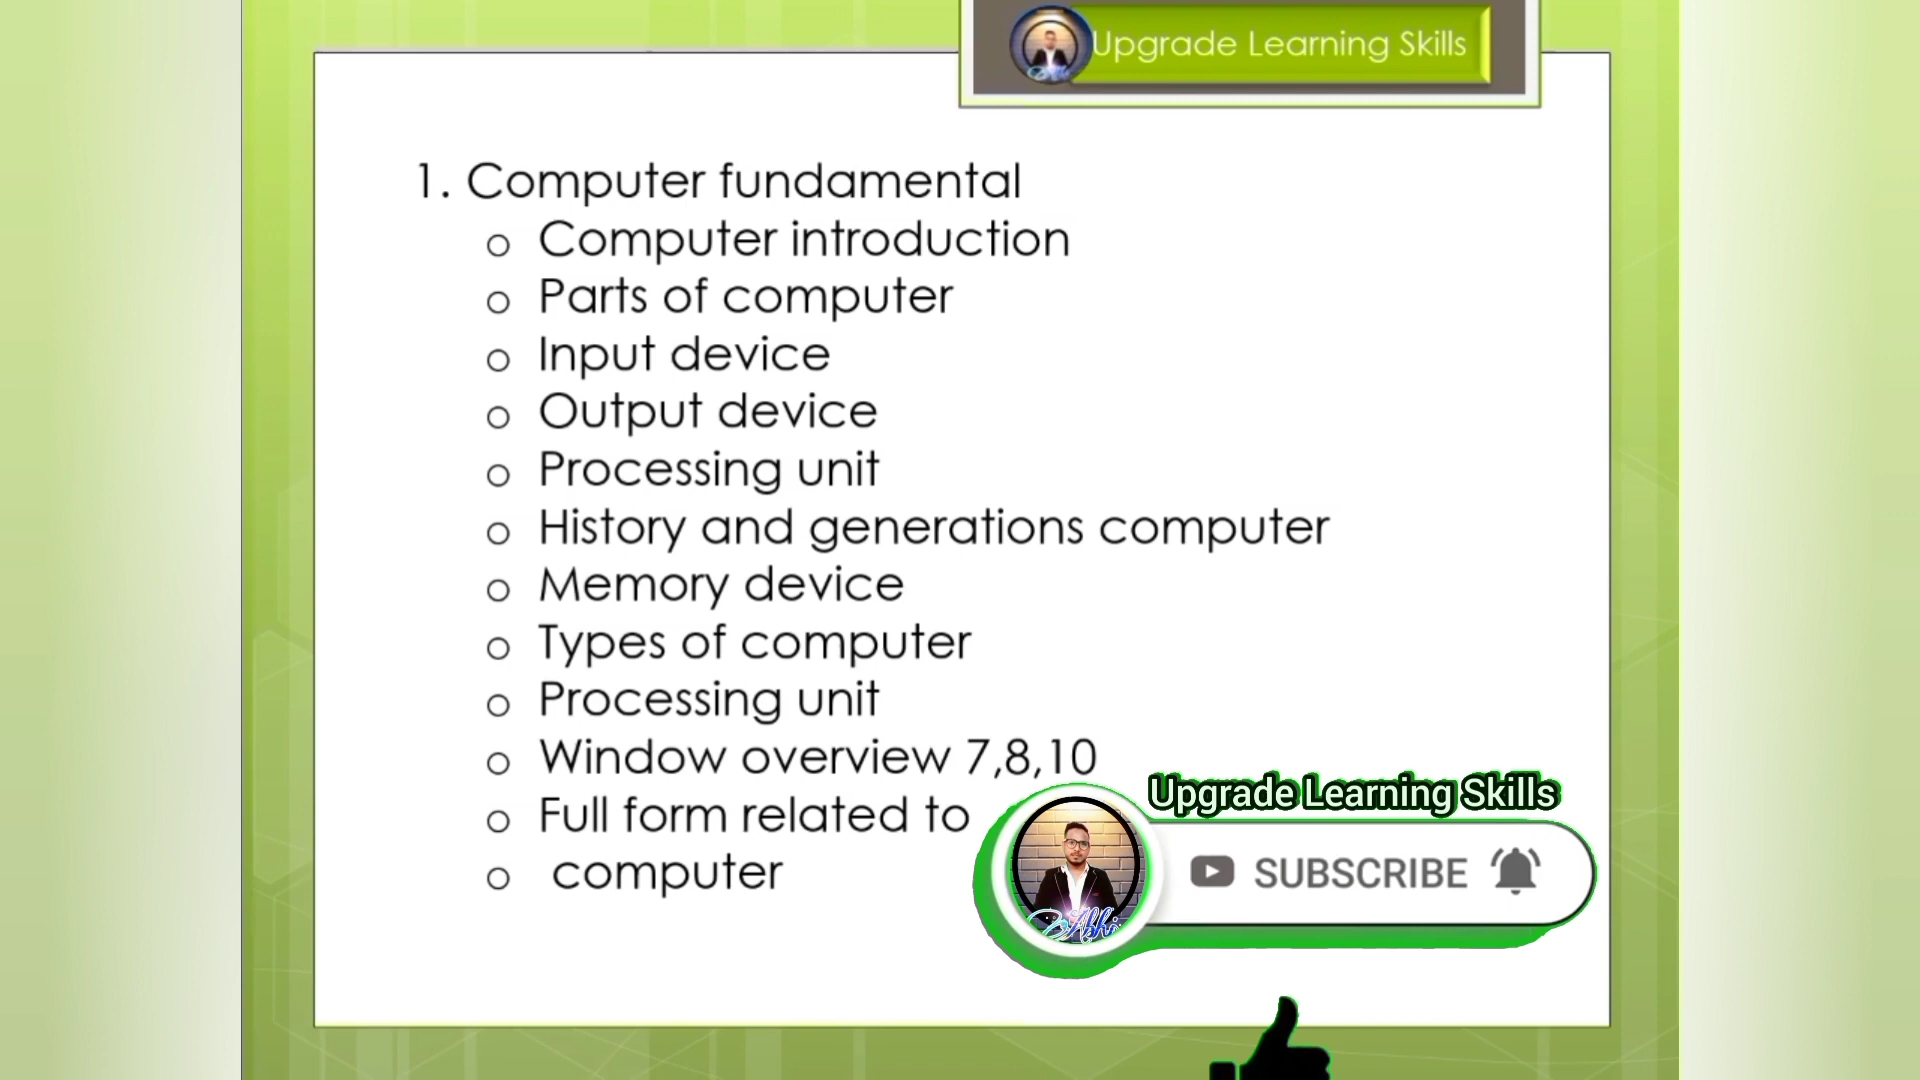 Upgrade Learning Skills
1. Computer fundamental
o Computer introduction
o Parts of computer
o Input device
o Output device
o Processing unit
o History and generations computer
o Memory device
o Types of computer
o Processing unit
o Window overview 7,8,10
o Full form related to
o computer
Upgrade Learning Skills
SUBSCRIBE
Abhi